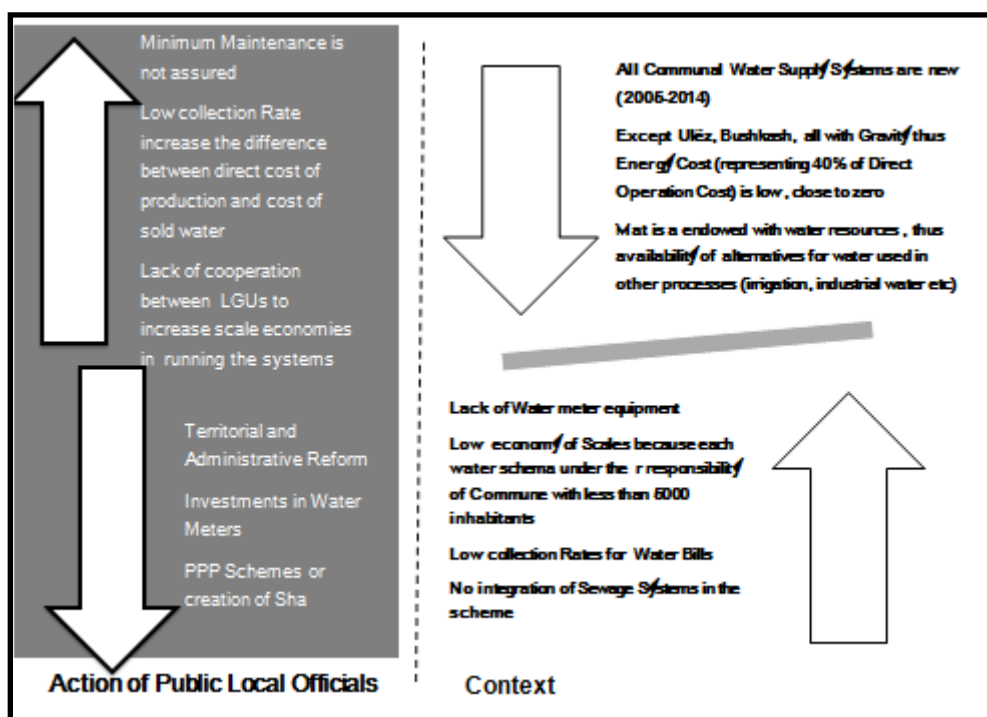 Minimum Maintenance is
not assured
Low collection Rate
increase the difference
between direct cost of
production and cost of
sold water
Lack of cooperation
between LGUs to
increase scale economies
in running the systems
Territorial and
Administrative Reform
Investments in Water
Meters
PPP Schemes or
creation of Sha
Action of Public Local Officials
All Communal Water Supply Systems are new
(2005-2014)
Except Ulëz, Bushkash, all with Gravity thus
Energy Cost (representing 40% of Direct
Operation Cost) is low, close to zero
Mat is a endowed with water resources, thus
availability of alternatives for water used in
other processes (irrigation, industrial water etc)
Lack of Water meter equipment
Low economy of Scales because each
water schema under the r responsibility
of Commune with less than 5000
inhabitants
Low collection Rates for Water Bills
No integration of Sewage Systems in the
scheme
Context